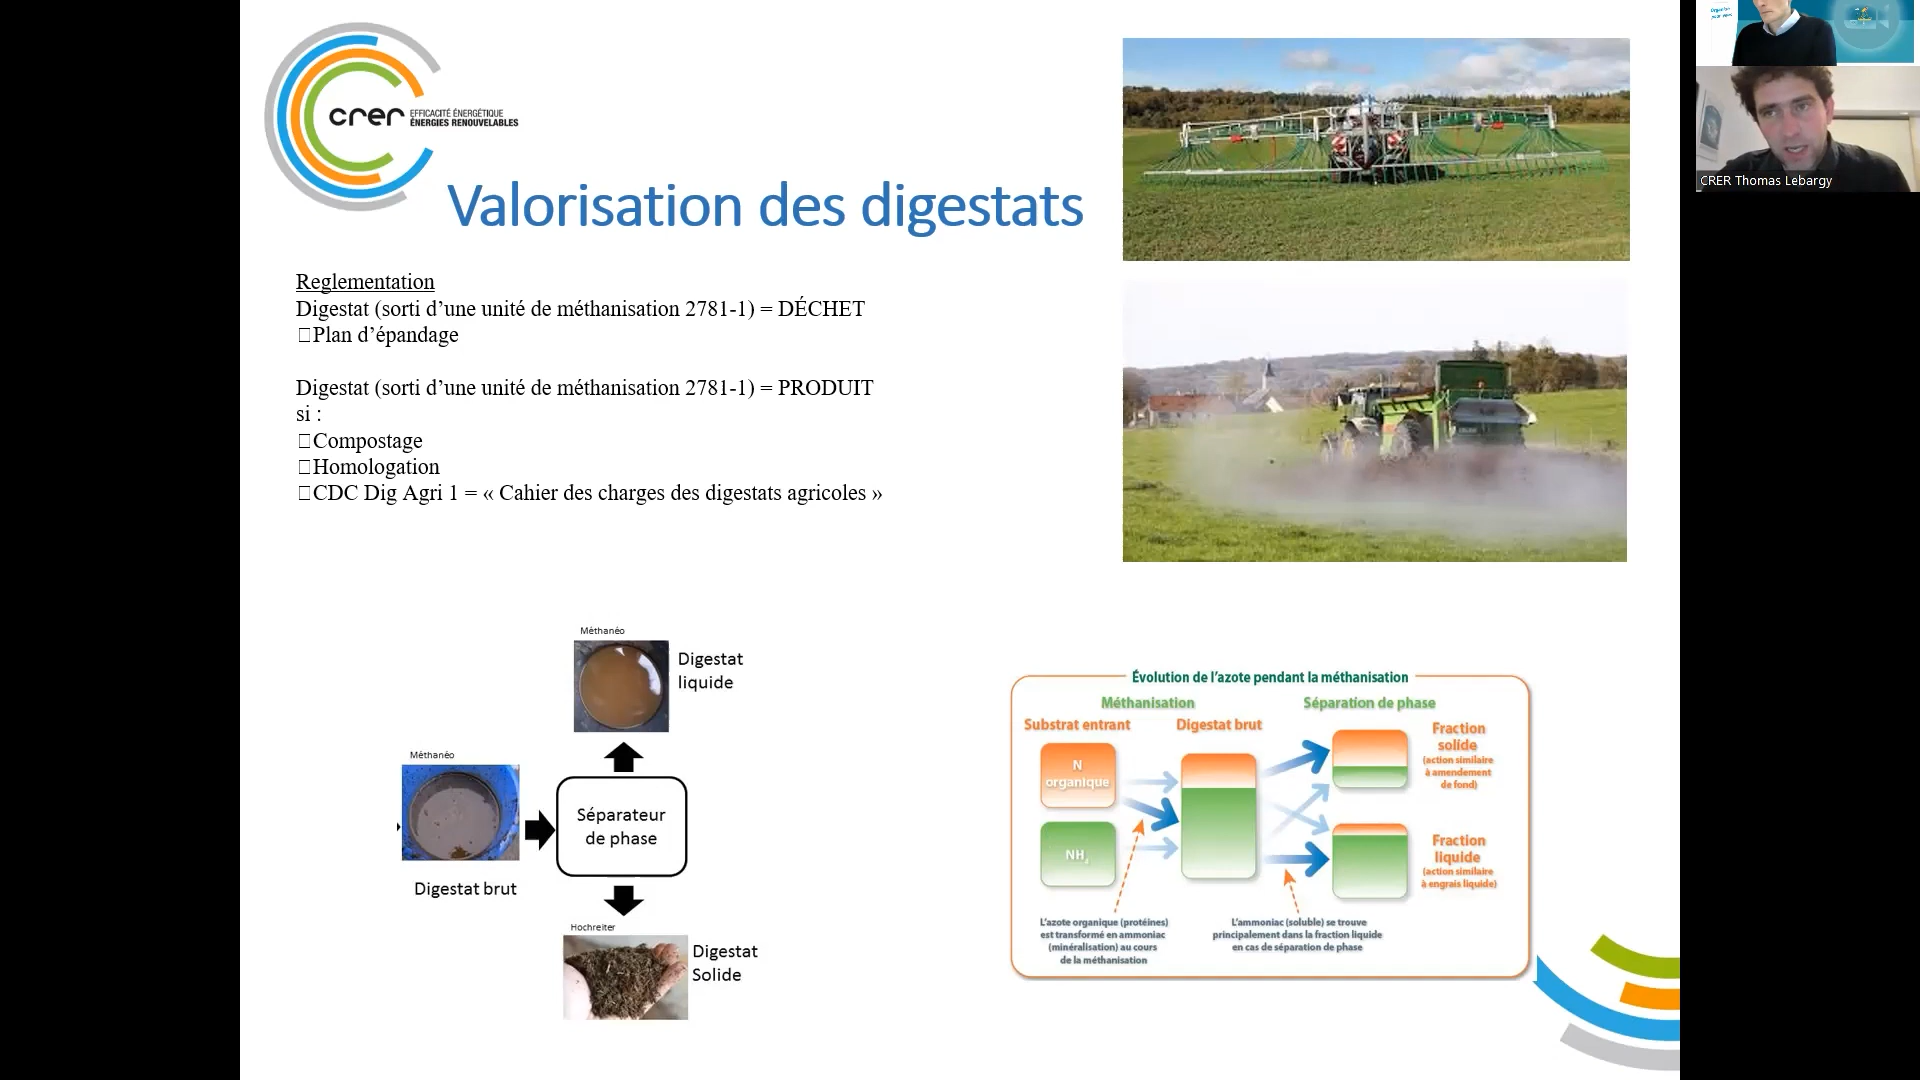 crer
EFFICACITÉ ÉNERGÉTIQUE
ÉNERGIES RENOUVELABLES
Valorisation des digestats
Reglementation
Digestat (sorti d’une unité de méthanisation 2781-1) = DÉCHET
Plan d’épandage
Digestat (sorti d’une unité de méthanisation 2781-1) = PRODUIT
si :
Compostage
Homologation
CDC Dig Agri 1 = « Cahier des charges des digestats agricoles »
Méthanéo
Digestat
liquide
Méthanéo
Séparateur
de phase
Digestat brut
Hochreiter
Digestat
Solide
Évolution de l’azote pendant la méthanisation
Méthanisation
Séparation de phase
Substrat entrant
Digestat brut
N
organique
NH4
Fraction
solide
(action similaire
à amendement
de fond)
Fraction
liquide
(action similaire
à engrais liquide)
L’azote organique (protéines)
est transformé en ammoniac
(minéralisation) au cours
de la méthanisation
L’ammoniac (soluble) se trouve
principalement dans la fraction liquide
en cas de séparation de phase
CRER Thomas Lebargy